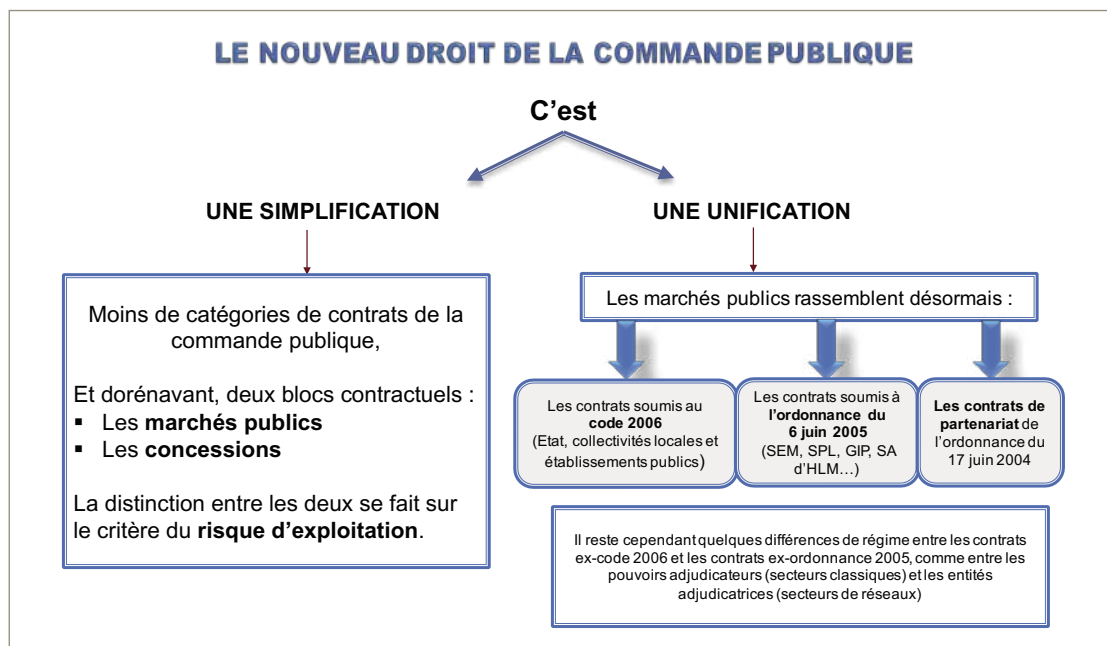 LE NOUVEAU DROIT DE LA COMMANDE PUBLIQUE
C’est
UNE SIMPLIFICATION
UNE UNIFICATION
Moins de catégories de contrats de la
commande publique,
Et dorénavant, deux blocs contractuels :
▪ Les marchés publics
▪ Les concessions
La distinction entre les deux se fait sur
le critère du risque d’exploitation.
Les marchés publics rassemblent désormais :
Les contrats soumis au
code 2006
(Etat, collectivités locales et
établissements publics)
Les contrats soumis à
l’ordonnance du
6 juin 2005
(SEM, SPL, GIP, SA
d’HLM…)
Les contrats de
partenariat de
l’ordonnance du
17 juin 2004
Il reste cependant quelques différences de régime entre les contrats
ex-code 2006 et les contrats ex-ordonnance 2005, comme entre les
pouvoirs adjudicateurs (secteurs classiques) et les entités
adjudicatrices (secteurs de réseaux)